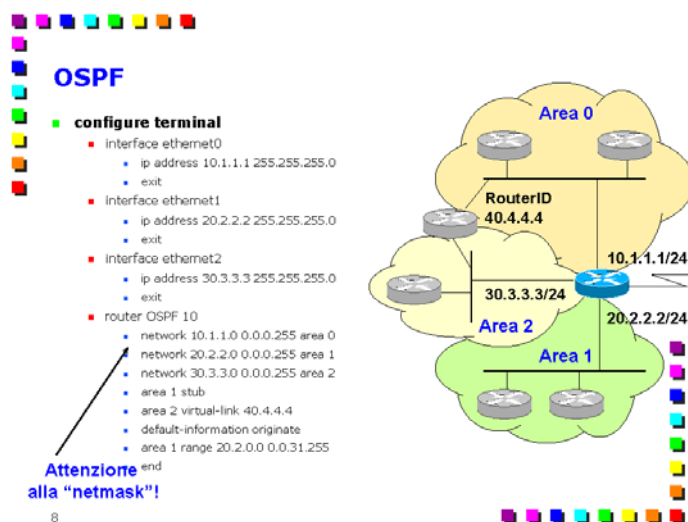 OSPF
configure terminal
interface ethernet0
ip address 10.1.1.1 255.255.255.0
exit
interface ethernet1
ip address 20.2.2.2 255.255.255.0
exit
interface ethernet2
ip address 30.3.3.3 255.255.255.0
exit
router OSPF 10
network 10.1.1.0 0.0.0.255 area 0
network 20.2.2.0 0.0.0.255 area 1
network 30.3.3.0 0.0.0.255 area 2
area 1 stub
area 2 virtual-link 40.4.4.4
default-information originate
area 1 range 20.2.0.0 0.0.31.255
end
Attenzione
alla "netmask"!
8
Area 0
RouterID
40.4.4.4
10.1.1.1/24
30.3.3.3/24
20.2.2.2/24
Area 2
Area 1